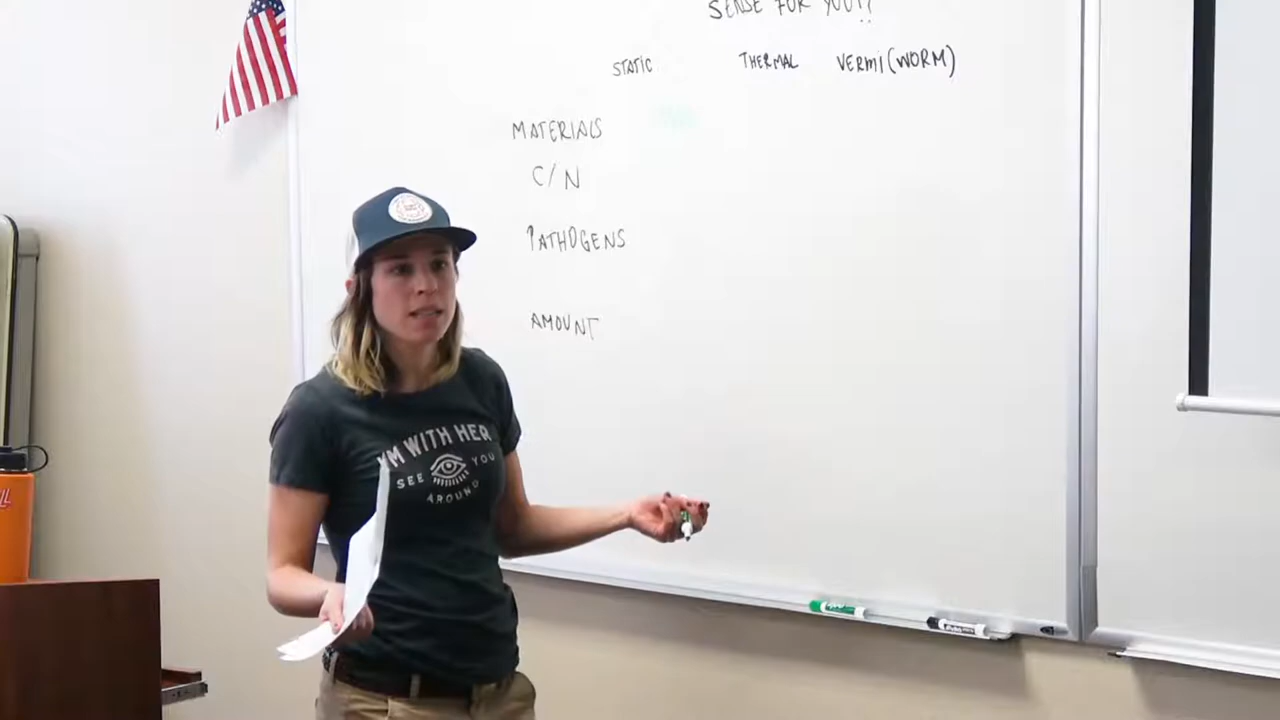 SENSE FOR YOU??
STATIC THERMAL VERMI (WORM)
MATERIALS
C/N
PATHOGENS
AMOUNT
I'M WITH HER
SEE YOU
AROUND